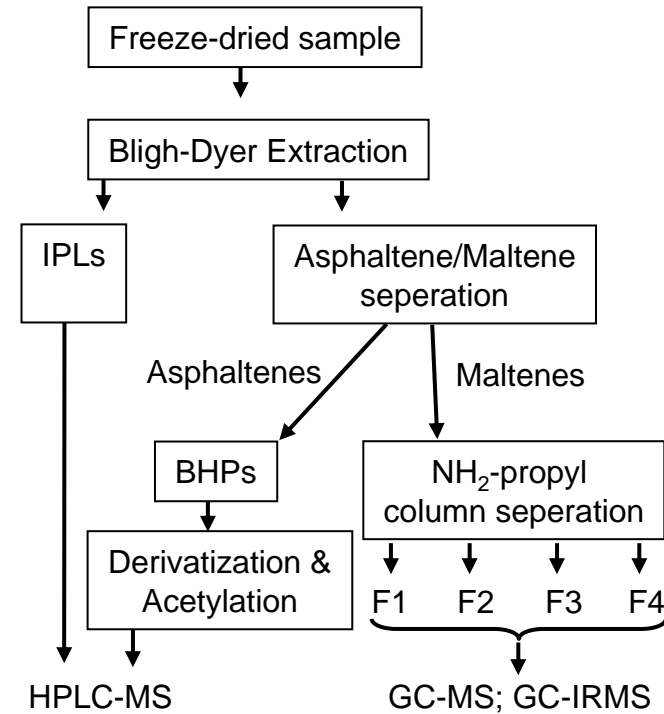 Freeze-dried sample
Bligh-Dyer Extraction
IPLs
Asphaltene/Maltene
seperation
Asphaltenes
Maltenes
BHPs
NH₂-propyl
column seperation
Derivatization &
Acetylation
F1 F2 F3 F4
HPLC-MS
GC-MS; GC-IRMS